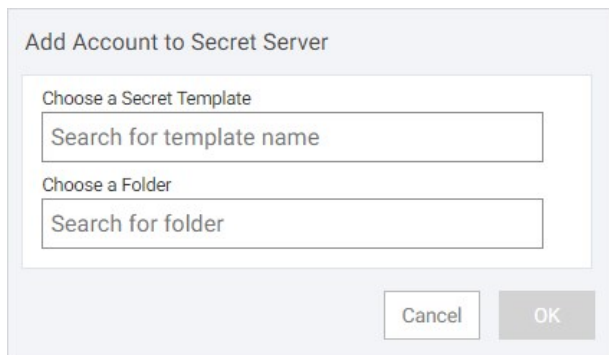 Add Account to Secret Server
Choose a Secret Template
Search for template name
Choose a Folder
Search for folder
Cancel OK